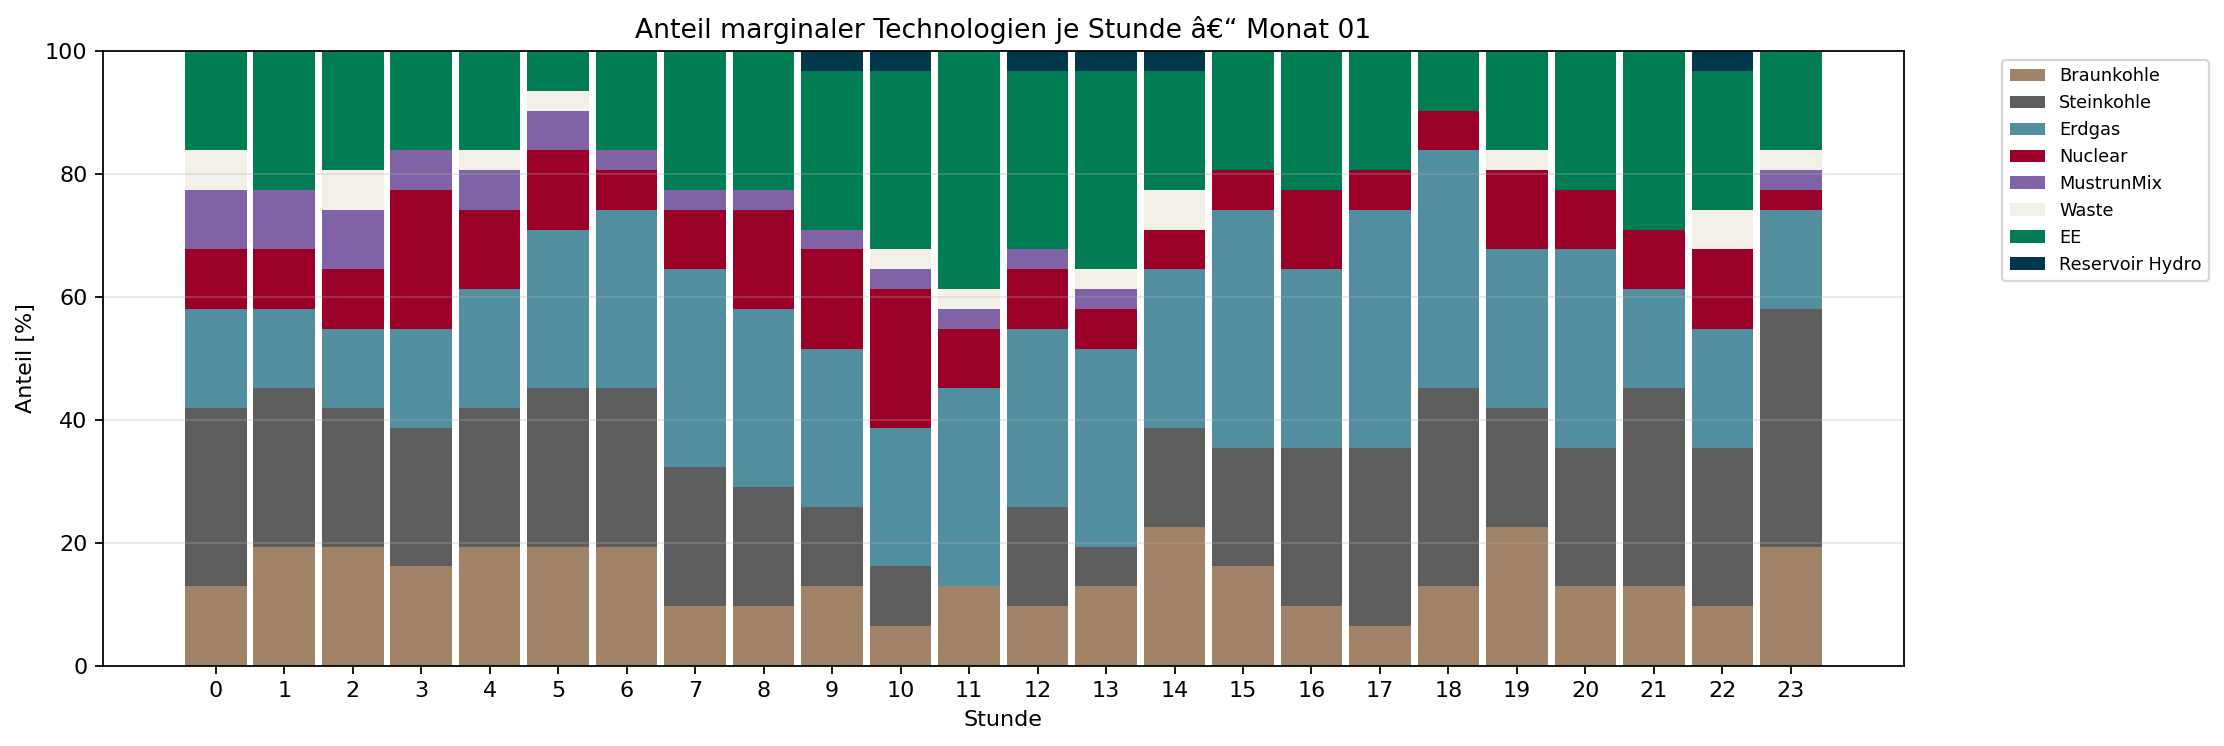 Anteil marginaler Technologien je Stunde â€“ Monat 01
Anteil [%]
100
80
60
40
20
0
0 1 2 3 4 5 6 7 8 9 10 11 12 13 14 15 16 17 18 19 20 21 22 23
Stunde
Braunkohle
Steinkohle
Erdgas
Nuclear
MustrunMix
Waste
EE
Reservoir Hydro